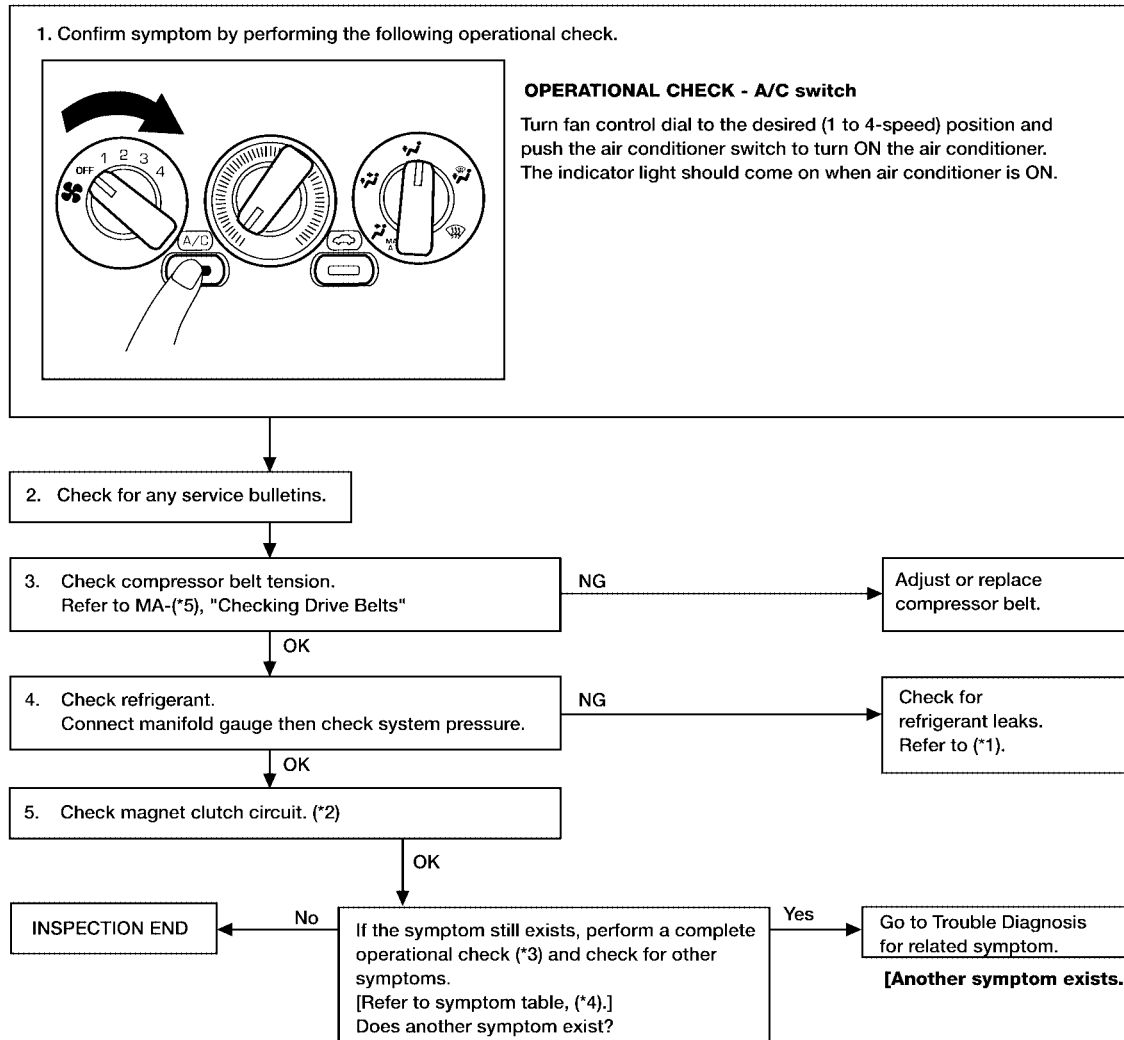 1. Confirm symptom by performing the following operational check.
OFF 1 2 3 4
A/C
MA
A
OPERATIONAL CHECK - A/C switch
Turn fan control dial to the desired (1 to 4-speed) position and
push the air conditioner switch to turn ON the air conditioner.
The indicator light should come on when air conditioner is ON.
2. Check for any service bulletins.
3. Check compressor belt tension.
Refer to MA-(*5), "Checking Drive Belts"
NG
Adjust or replace
compressor belt.
OK
4. Check refrigerant.
Connect manifold gauge then check system pressure.
NG
Check for
refrigerant leaks.
Refer to (*1).
OK
5. Check magnet clutch circuit. (*2)
OK
INSPECTION END
No
If the symptom still exists, perform a complete
operational check (*3) and check for other
symptoms.
[Refer to symptom table, (*4).]
Does another symptom exist?
Yes
Go to Trouble Diagnosis
for related symptom.
[Another symptom exists.